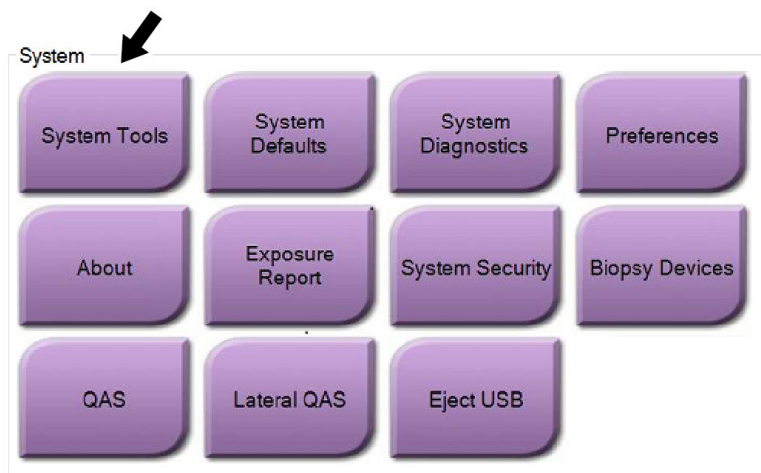 System
System Tools
System
Defaults
System
Diagnostics
Preferences
About
Exposure
Report
System Security
Biopsy Devices
QAS
Lateral QAS
Eject USB